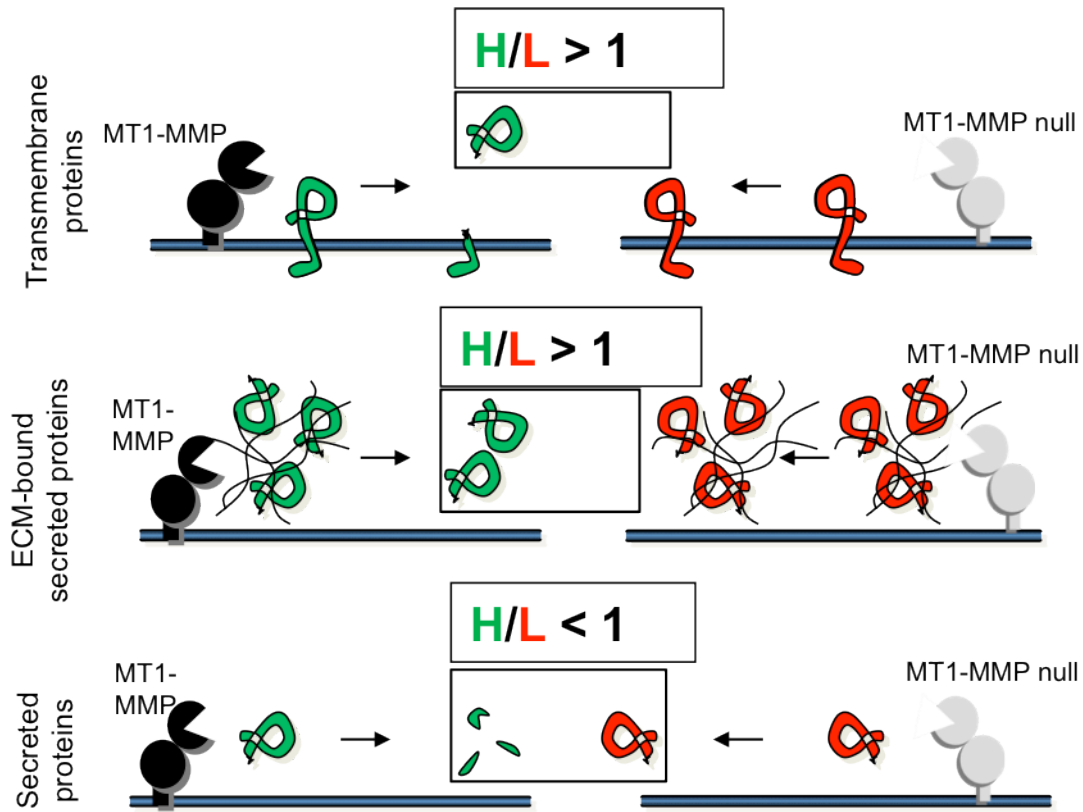 Transmembrane
proteins
H/L > 1
MT1-MMP
MT1-MMP null
ECM-bound
secreted proteins
H/L > 1
MT1-
MMP
MT1-MMP null
Secreted
proteins
H/L < 1
MT1-
MMP
MT1-MMP null